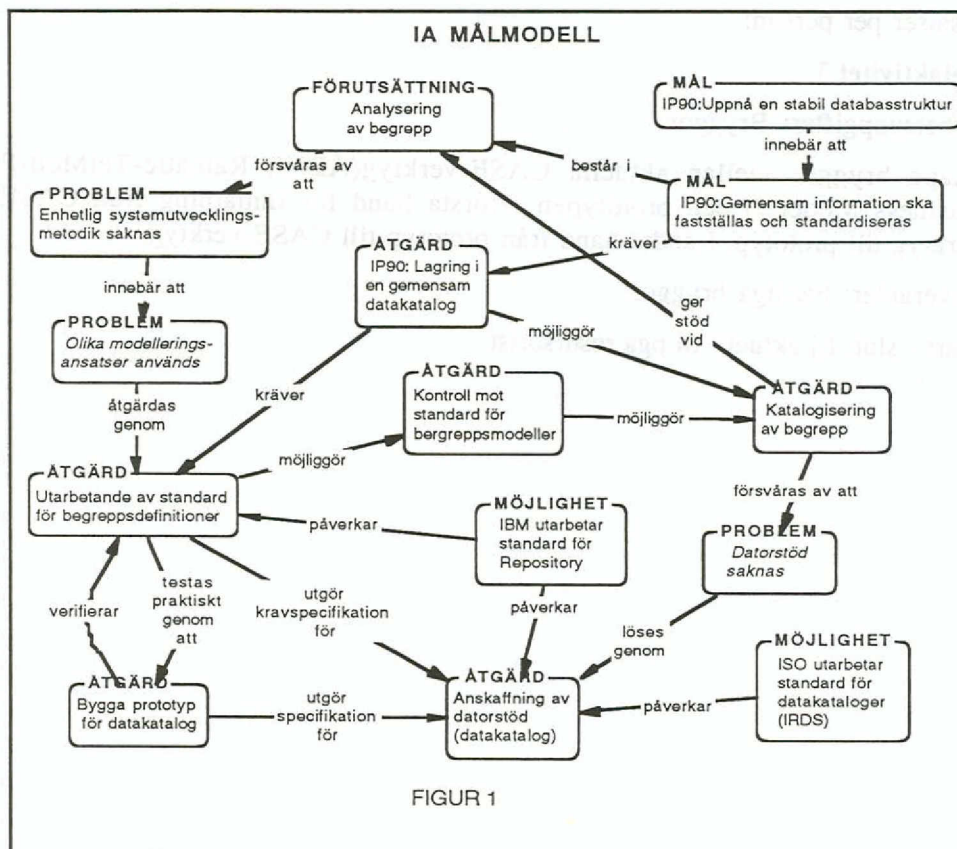 IA MÅLMODELL
FÖRUTSÄTTNING
Analysering
av begrepp
MÅL
IP90:Uppnå en stabil databasstruktur
innebär att
består i
MÅL
IP90:Gemensam information ska
fastställas och standardiseras
försvåras av
att
PROBLEM
Enhetlig systemutvecklings-
metodik saknas
ÅTGÄRD
IP90: Lagring i
en gemensam
datakatalog
kräver
innebär att
PROBLEM
Olika modellerings-
ansatser används
möjliggör
ger
stöd
vid
åtgärdas
genom
kräver
ÅTGÄRD
Kontroll mot
standard för
bergreppsmodeller
möjliggör
ÅTGÄRD
Katalogisering
av begrepp
möjliggör
ÅTGÄRD
Utarbetande av standard
för begreppsdefinitioner
påverkar
MÖJLIGHET
IBM utarbetar
standard för
Repository
försvåras av att
PROBLEM
Datorstöd
saknas
verifierar
testas
praktiskt
genom
att
utgör
kravspecifikation
för
påverkar
löses
genom
MÖJLIGHET
ISO utarbetar
standard för
datakataloger
(IRDS)
ÅTGÄRD
Bygga prototyp
för datakatalog
utgör
specifikation
för
ÅTGÄRD
Anskaffning av
datorstöd
(datakatalog)
påverkar
FIGUR 1